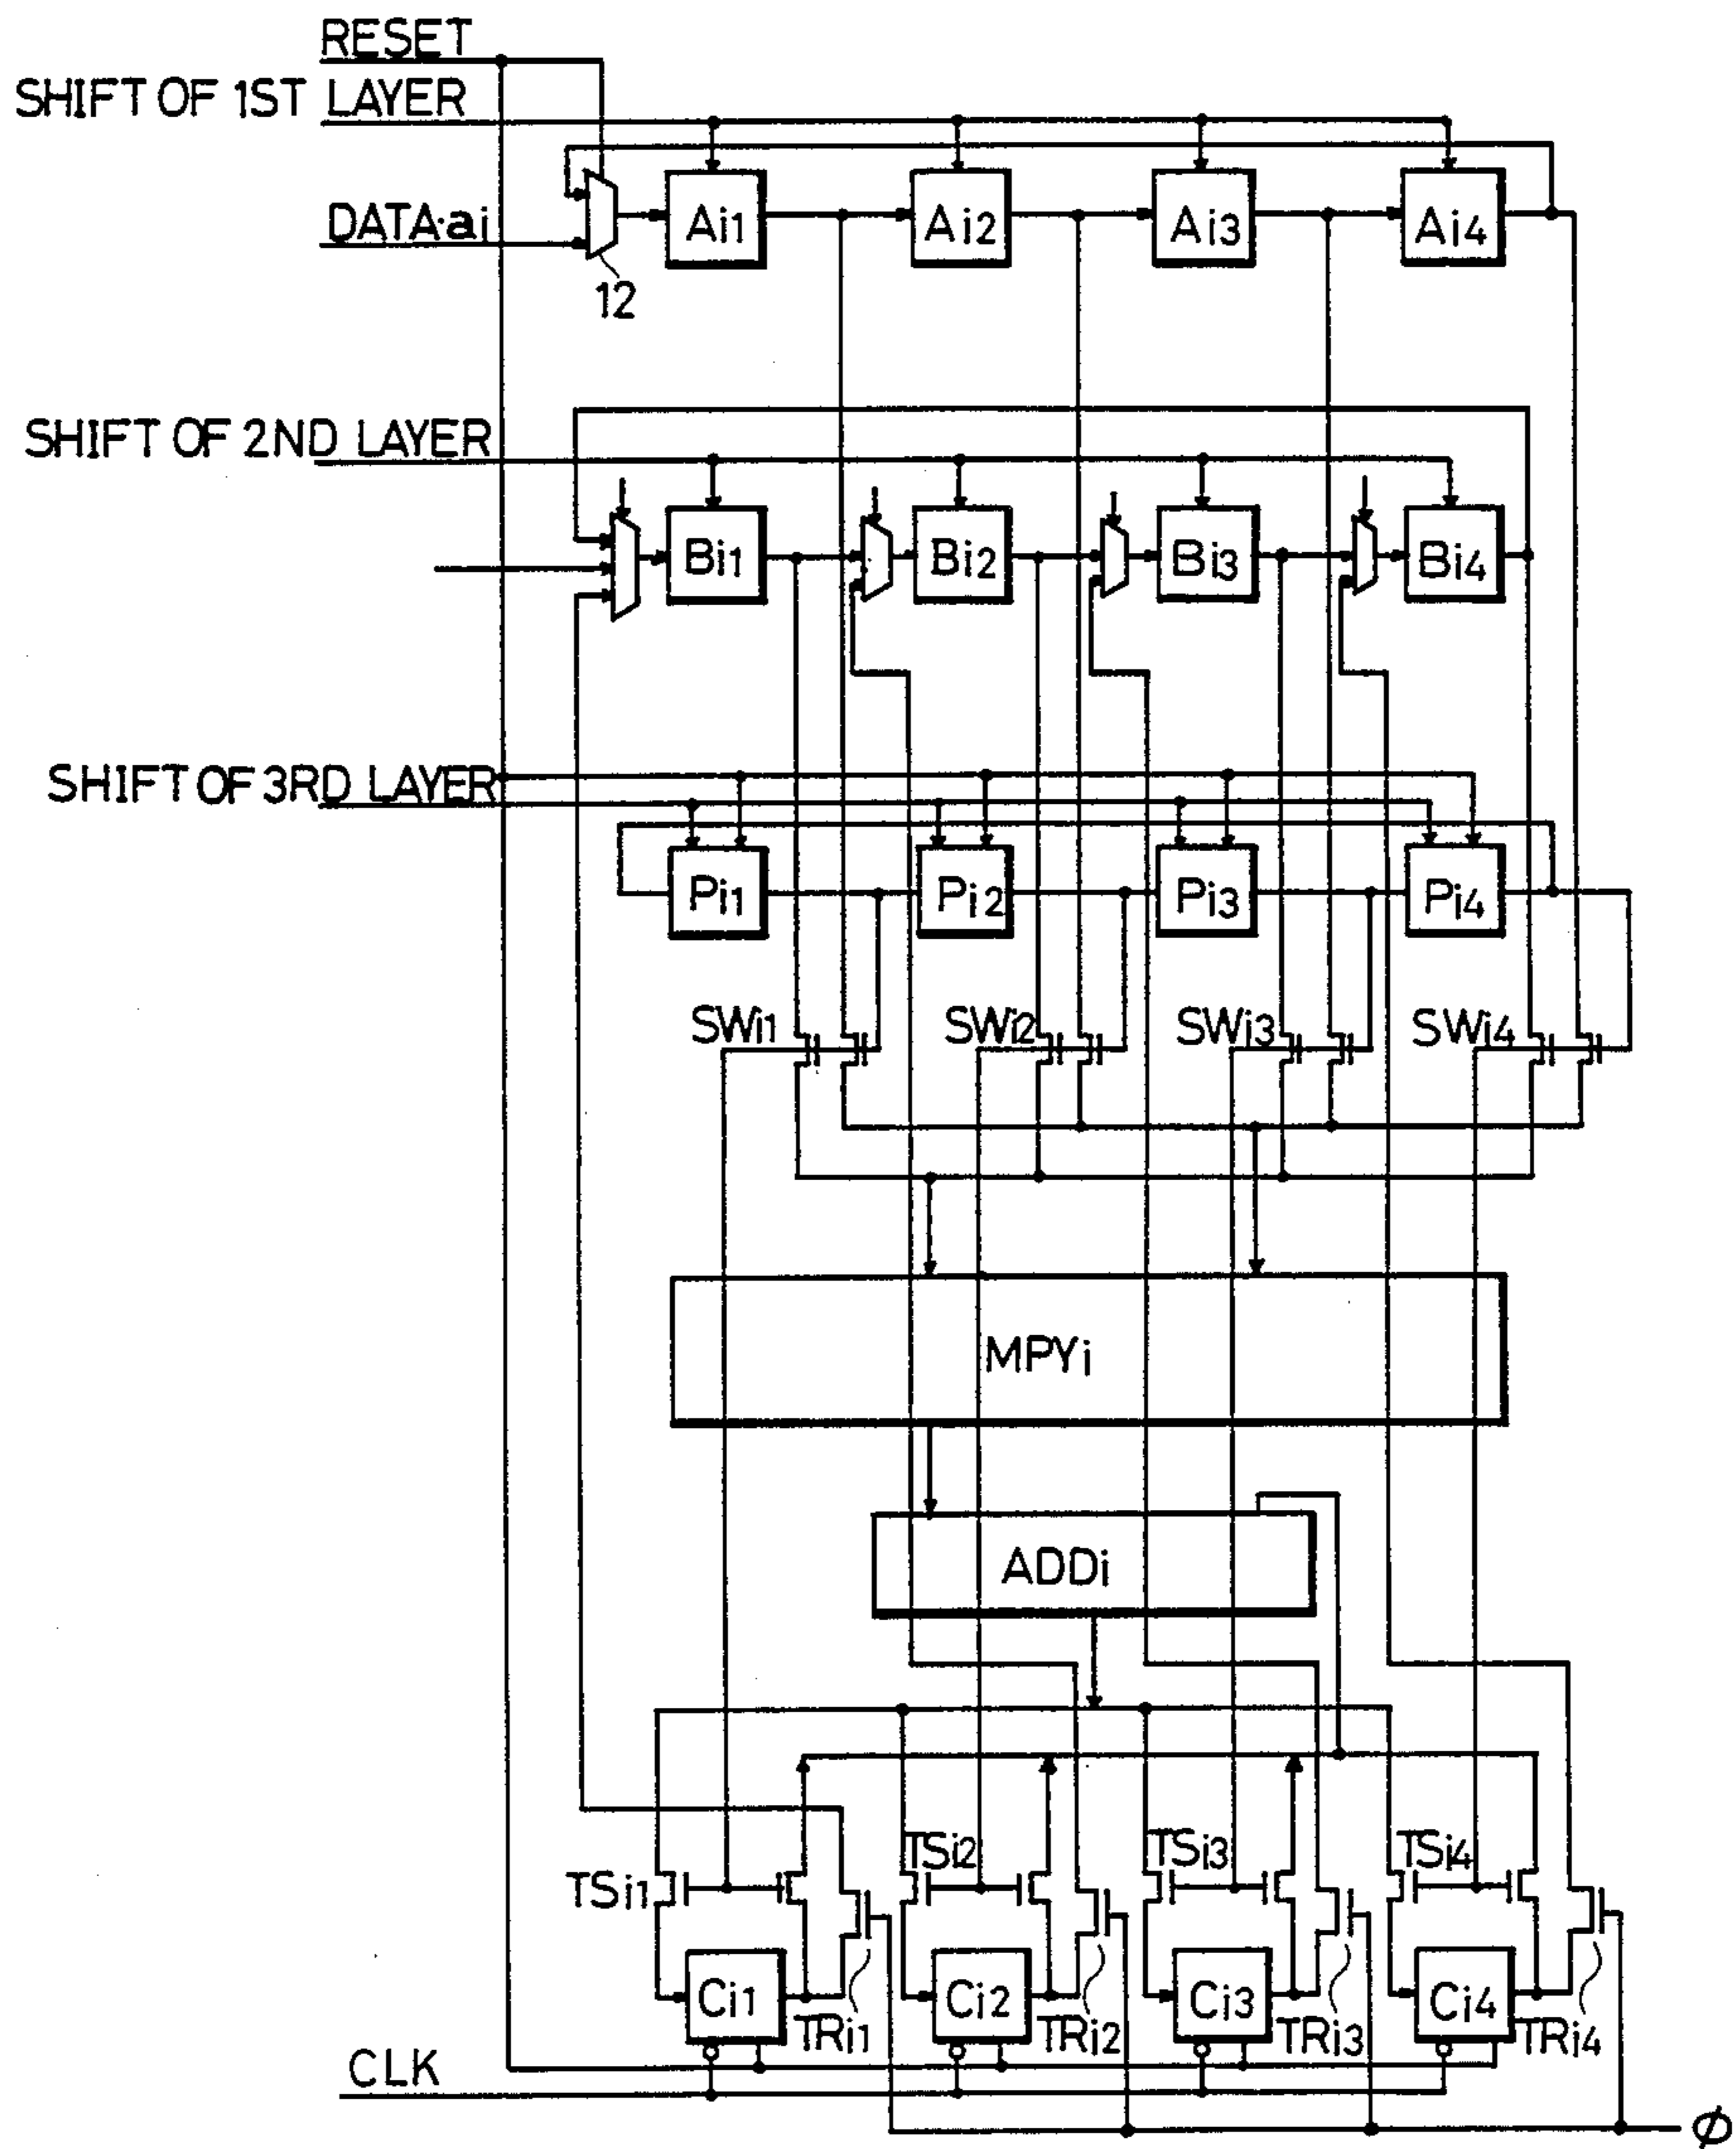 RESET
SHIFT OF 1ST LAYER
DATA·ai
Ai1 Ai2 Ai3 Ai4
12
SHIFT OF 2ND LAYER
Bi1 Bi2 Bi3 Bi4
SHIFT OF 3RD LAYER
Pi1 Pi2 Pi3 Pi4
SWi1 SWi2 SWi3 SWi4
MPYi
ADDi
TSi1 TSi2 TSi3 TSi4
Ci1 Ci2 Ci3 Ci4
TRi1 TRi2 TRi3 TRi4
CLK
ϕ